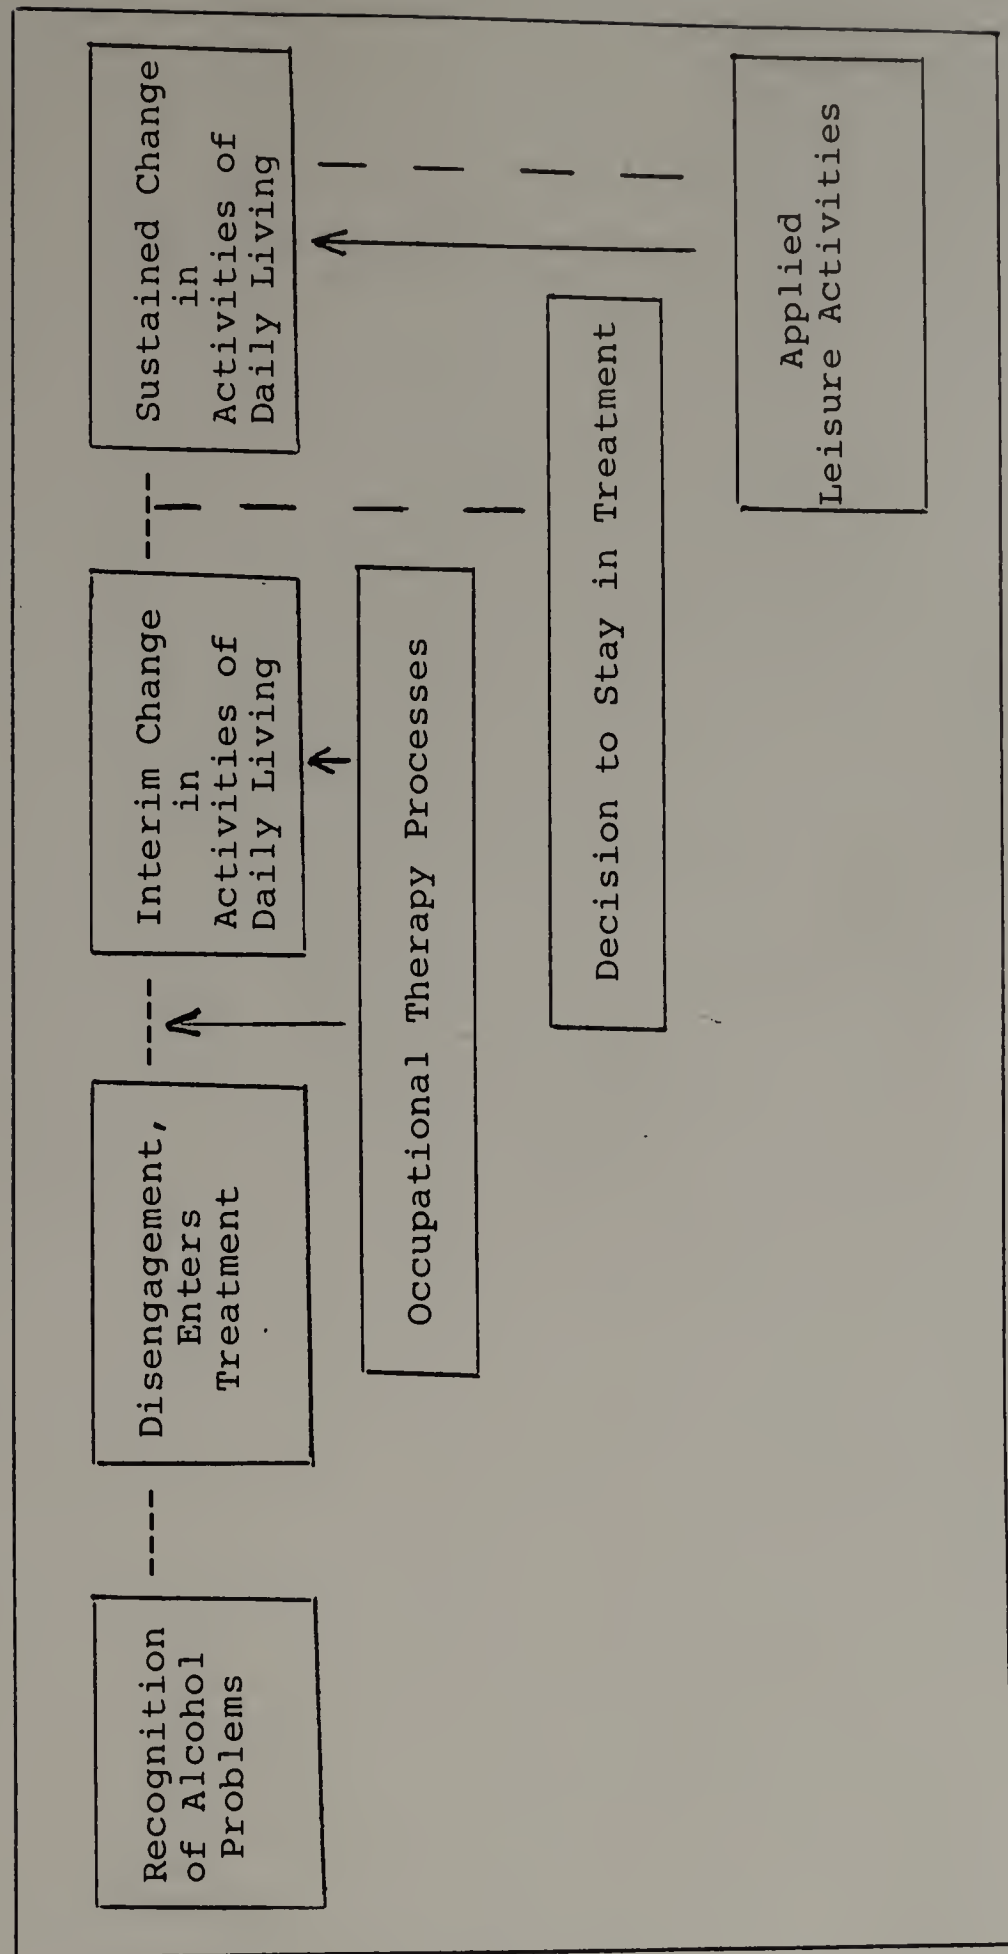 Recognition
of Alcohol
Problems
Disengagement,
Enters
Treatment
Interim Change
in
Activities of
Daily Living
Sustained Change
in
Activities of
Daily Living
Occupational Therapy Processes
Decision to Stay in Treatment
Applied
Leisure Activities